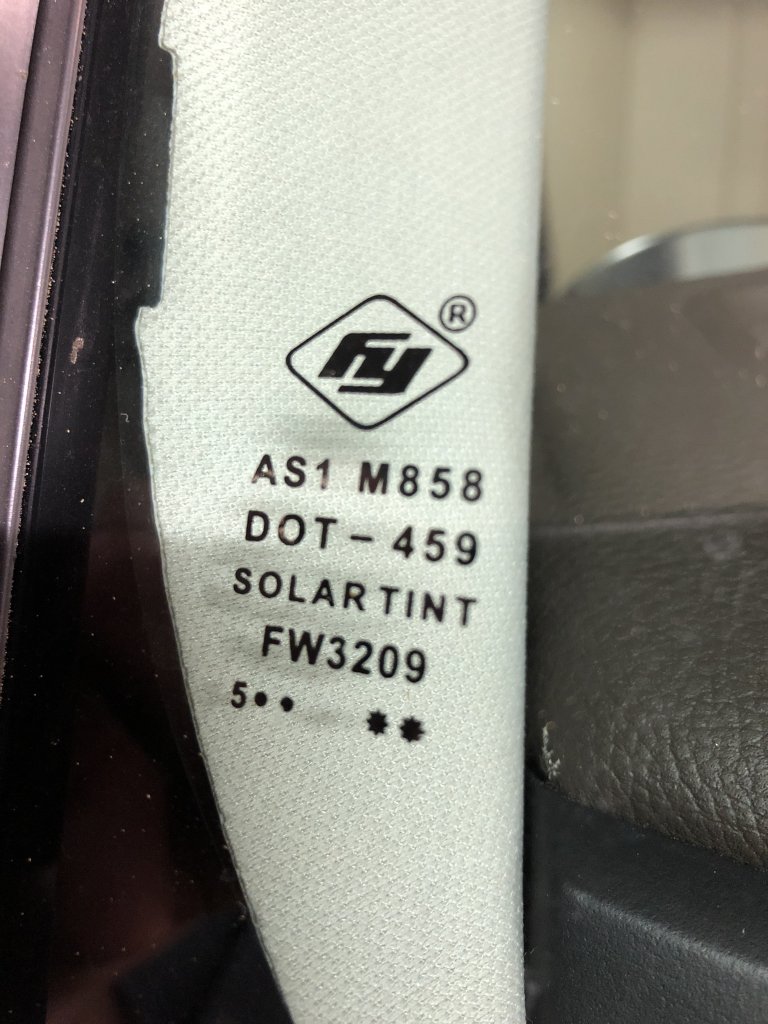 fy ®
AS1 M858
DOT-459
SOLAR TINT
FW3209
5•• ✸✸